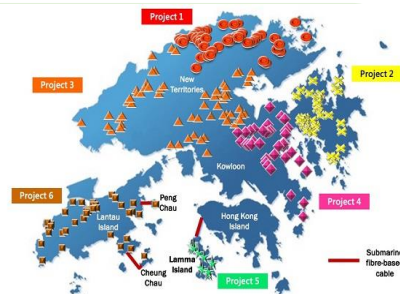 Project 1
Project 2
New
Territories
Project 3
Kowloon
Project 6
Peng
Chau
Project 4
Lantau
Island
Hong Kong
Island
Lamma
Island
Cheung
Chau
Project 5
Submarine
fibre-based
cable